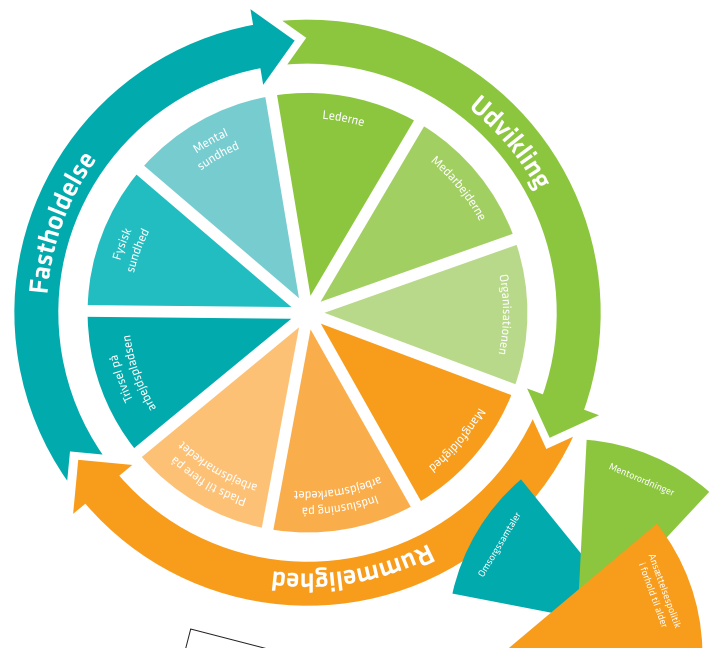 Fastholdelse
Udvikling
Rummelighed
Lederne
Medarbejderne
Organisationen
Mangfoldighed
Indslusning på
arbejdsmarkedet
Plads til flere på
arbejdsmarkedet
Trivsel på
arbejdspladsen
Fysisk
sundhed
Mental
sundhed
Mentorordninger
Omsorgssamtaler
Ansættelsespolitik
i forhold til alder